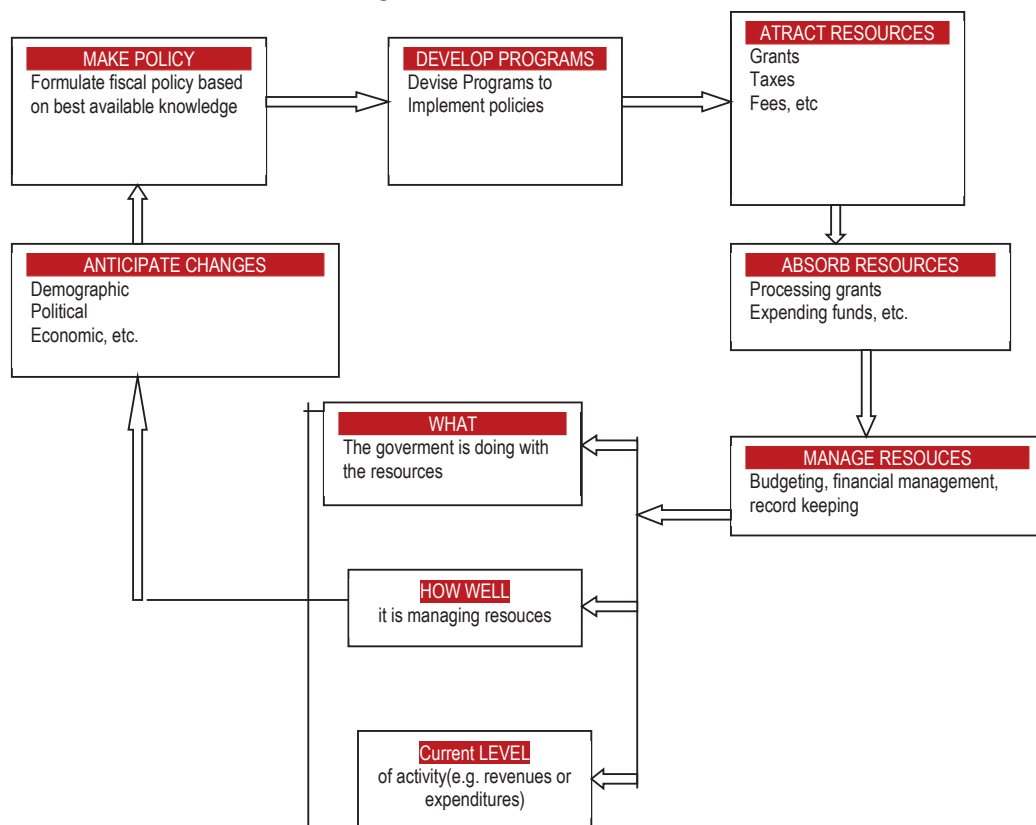 MAKE POLICY
Formulate fiscal policy based
on best available knowledge
DEVELOP PROGRAMS
Devise Programs to
Implement policies
ATRACT RESOURCES
Grants
Taxes
Fees, etc
ABSORB RESOURCES
Processing grants
Expending funds, etc.
MANAGE RESOUCES
Budgeting, financial management,
record keeping
WHAT
The goverment is doing with
the resources
HOW WELL
it is managing resouces
Current LEVEL
of activity(e.g. revenues or
expenditures)
ANTICIPATE CHANGES
Demographic
Political
Economic, etc.